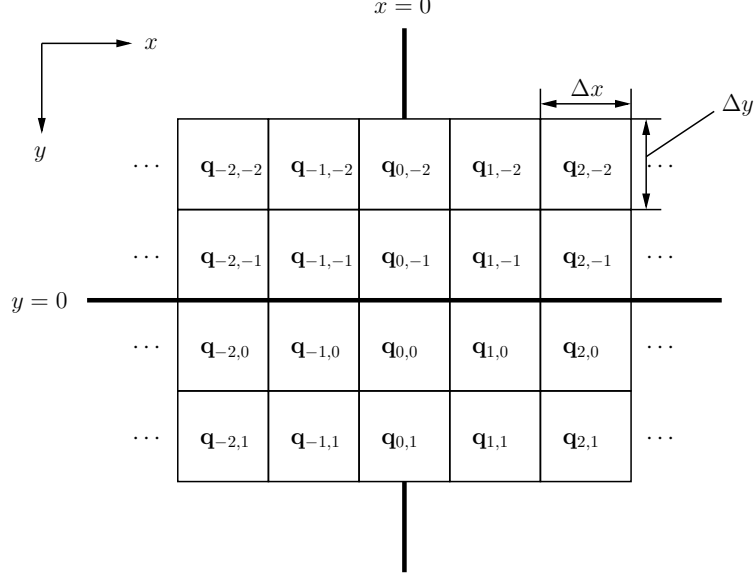 x = 0
x
Δx
Δy
y
⋯ q₋₂,₋₂ q₋₁,₋₂ q₀,₋₂ q₁,₋₂ q₂,₋₂ ⋯
⋯ q₋₂,₋₁ q₋₁,₋₁ q₀,₋₁ q₁,₋₁ q₂,₋₁ ⋯
y = 0
⋯ q₋₂,₀ q₋₁,₀ q₀,₀ q₁,₀ q₂,₀ ⋯
⋯ q₋₂,₁ q₋₁,₁ q₀,₁ q₁,₁ q₂,₁ ⋯